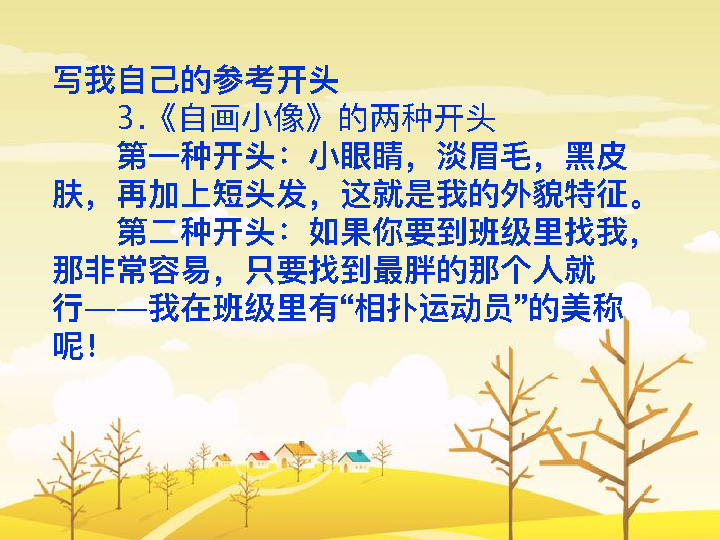 写我自己的参考开头
3.《自画小像》的两种开头
第一种开头：小眼睛，淡眉毛，黑皮
肤，再加上短头发，这就是我的外貌特征。
第二种开头：如果你要到班级里找我，
那非常容易，只要找到最胖的那个人就
行——我在班级里有“相扑运动员”的美称
呢！